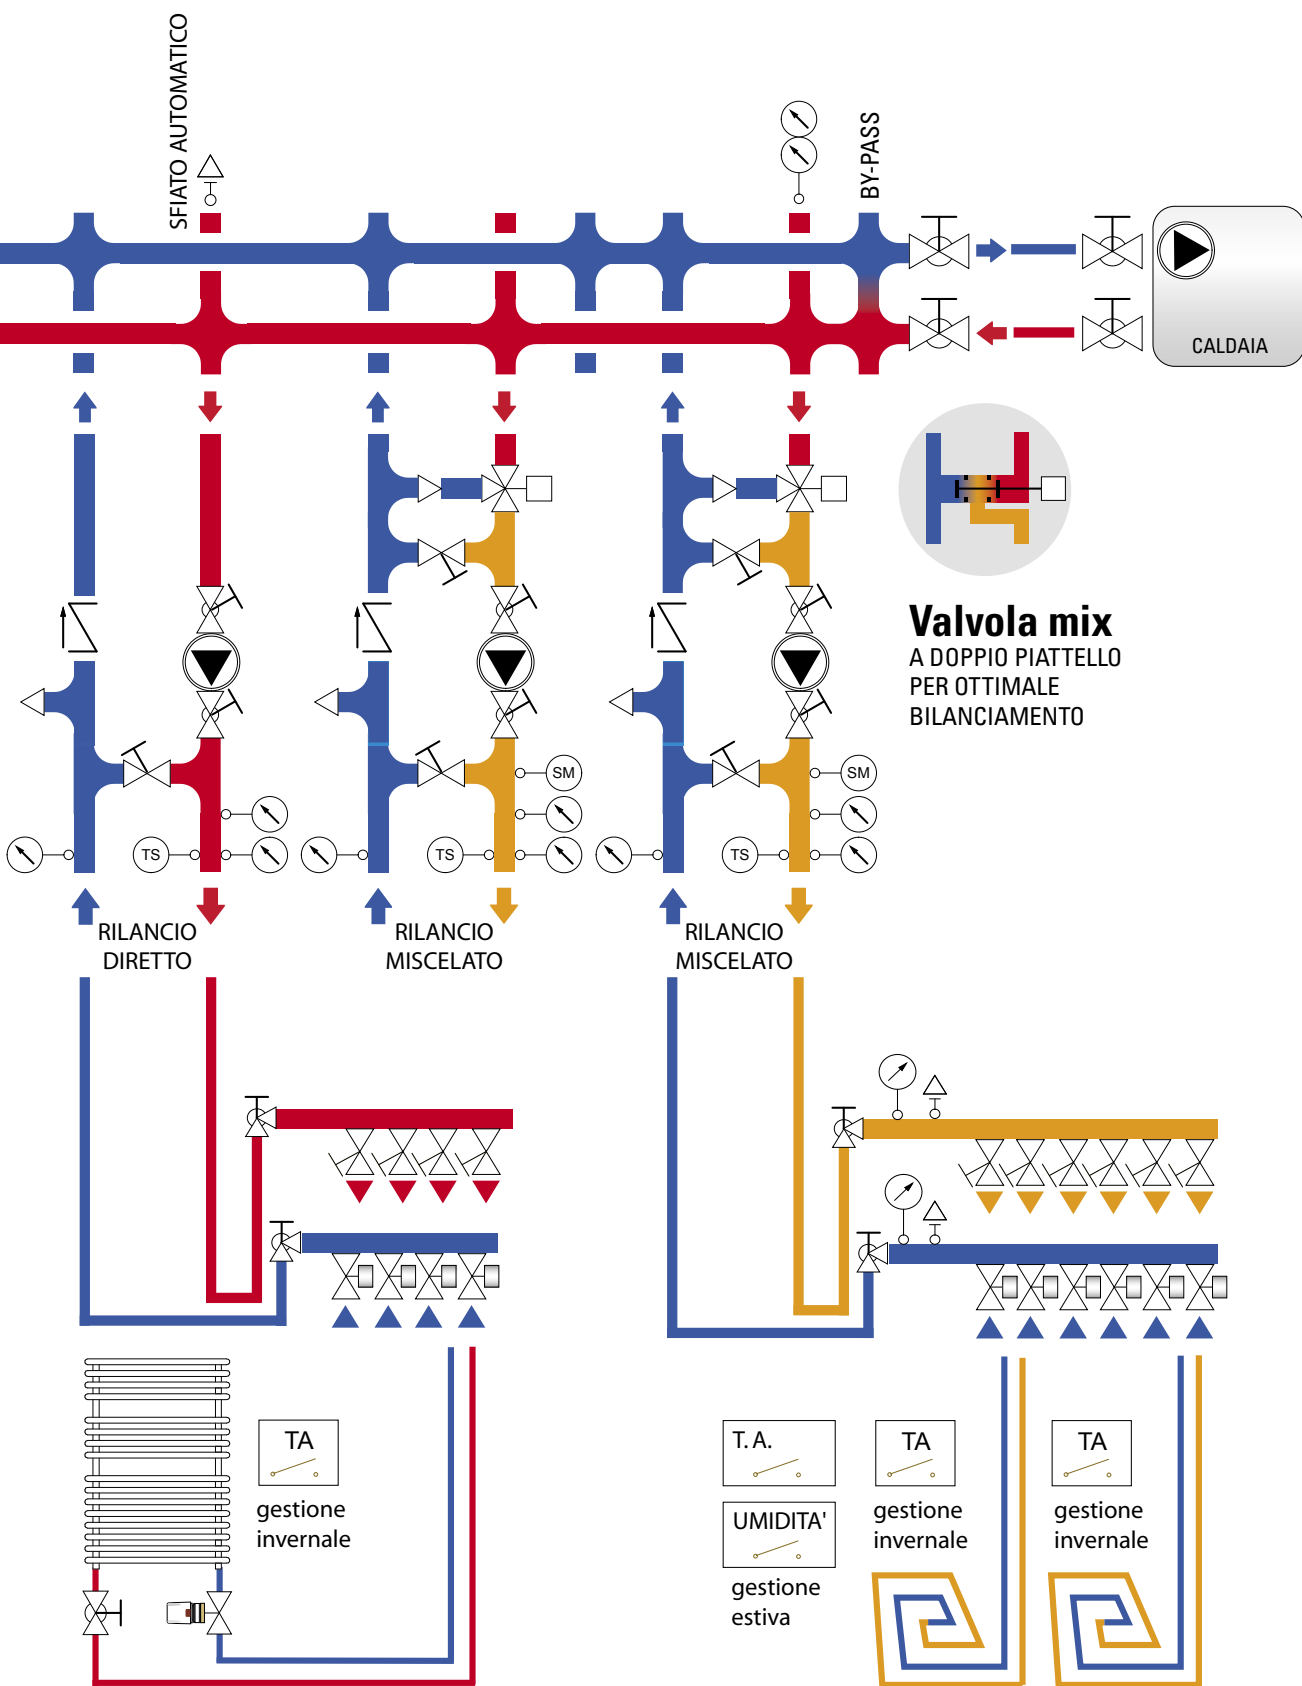 SFIATO AUTOMATICO
BY-PASS
CALDAIA
Valvola mix
A DOPPIO PIATTELLO
PER OTTIMALE
BILANCIAMENTO
SM
SM
TS
TS
TS
RILANCIO
DIRETTO
RILANCIO
MISCELATO
RILANCIO
MISCELATO
TA
gestione
invernale
T. A.
UMIDITA'
gestione
estiva
TA
gestione
invernale
TA
gestione
invernale